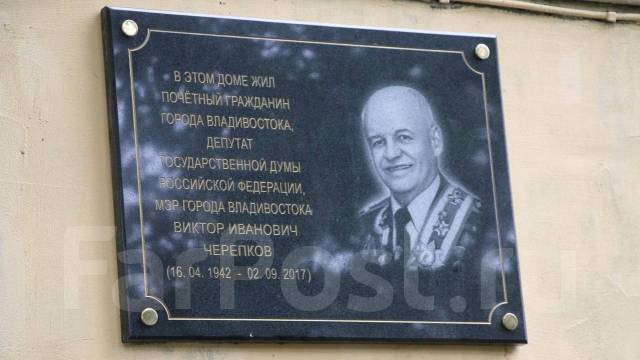 В ЭТОМ ДОМЕ ЖИЛ
ПОЧЁТНЫЙ ГРАЖДАНИН
ГОРОДА ВЛАДИВОСТОКА,
ДЕПУТАТ
ГОСУДАРСТВЕННОЙ ДУМЫ
РОССИЙСКОЙ ФЕДЕРАЦИИ,
МЭР ГОРОДА ВЛАДИВОСТОКА
ВИКТОР ИВАНОВИЧ
ЧЕРЕПКОВ
(16. 04. 1942 - 02. 09. 2017)
FarPost.ru